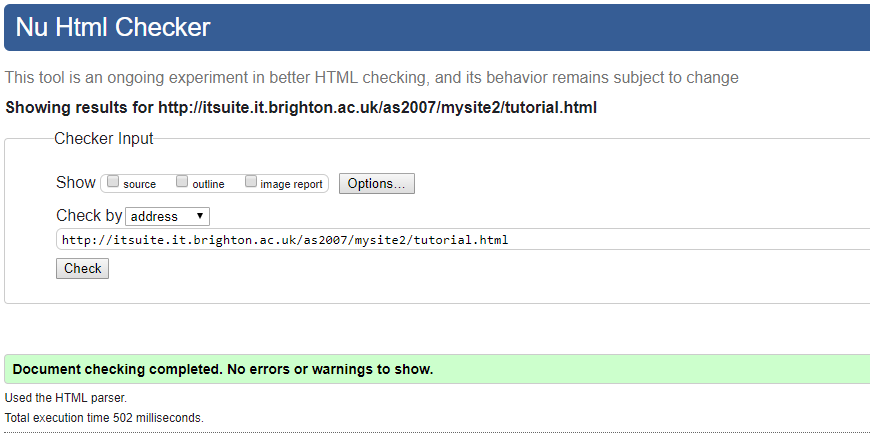 Nu Html Checker
This tool is an ongoing experiment in better HTML checking, and its behavior remains subject to change
Showing results for http://itsuite.it.brighton.ac.uk/as2007/mysite2/tutorial.html
Checker Input
Show source outline image report Options...
Check by address
http://itsuite.it.brighton.ac.uk/as2007/mysite2/tutorial.html
Check
Document checking completed. No errors or warnings to show.
Used the HTML parser.
Total execution time 502 milliseconds.